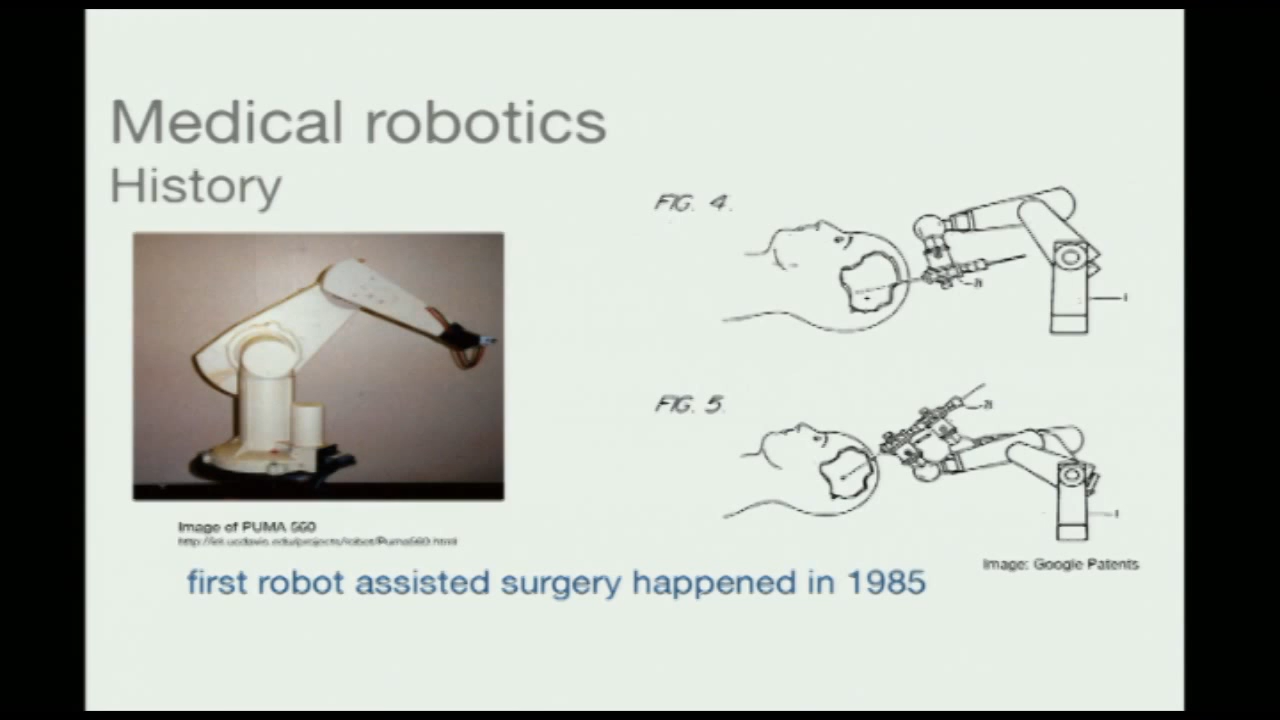 Medical robotics
History
FIG. 4.
FIG. 5.
Image of PUMA 560
Image: Google Patents
first robot assisted surgery happened in 1985